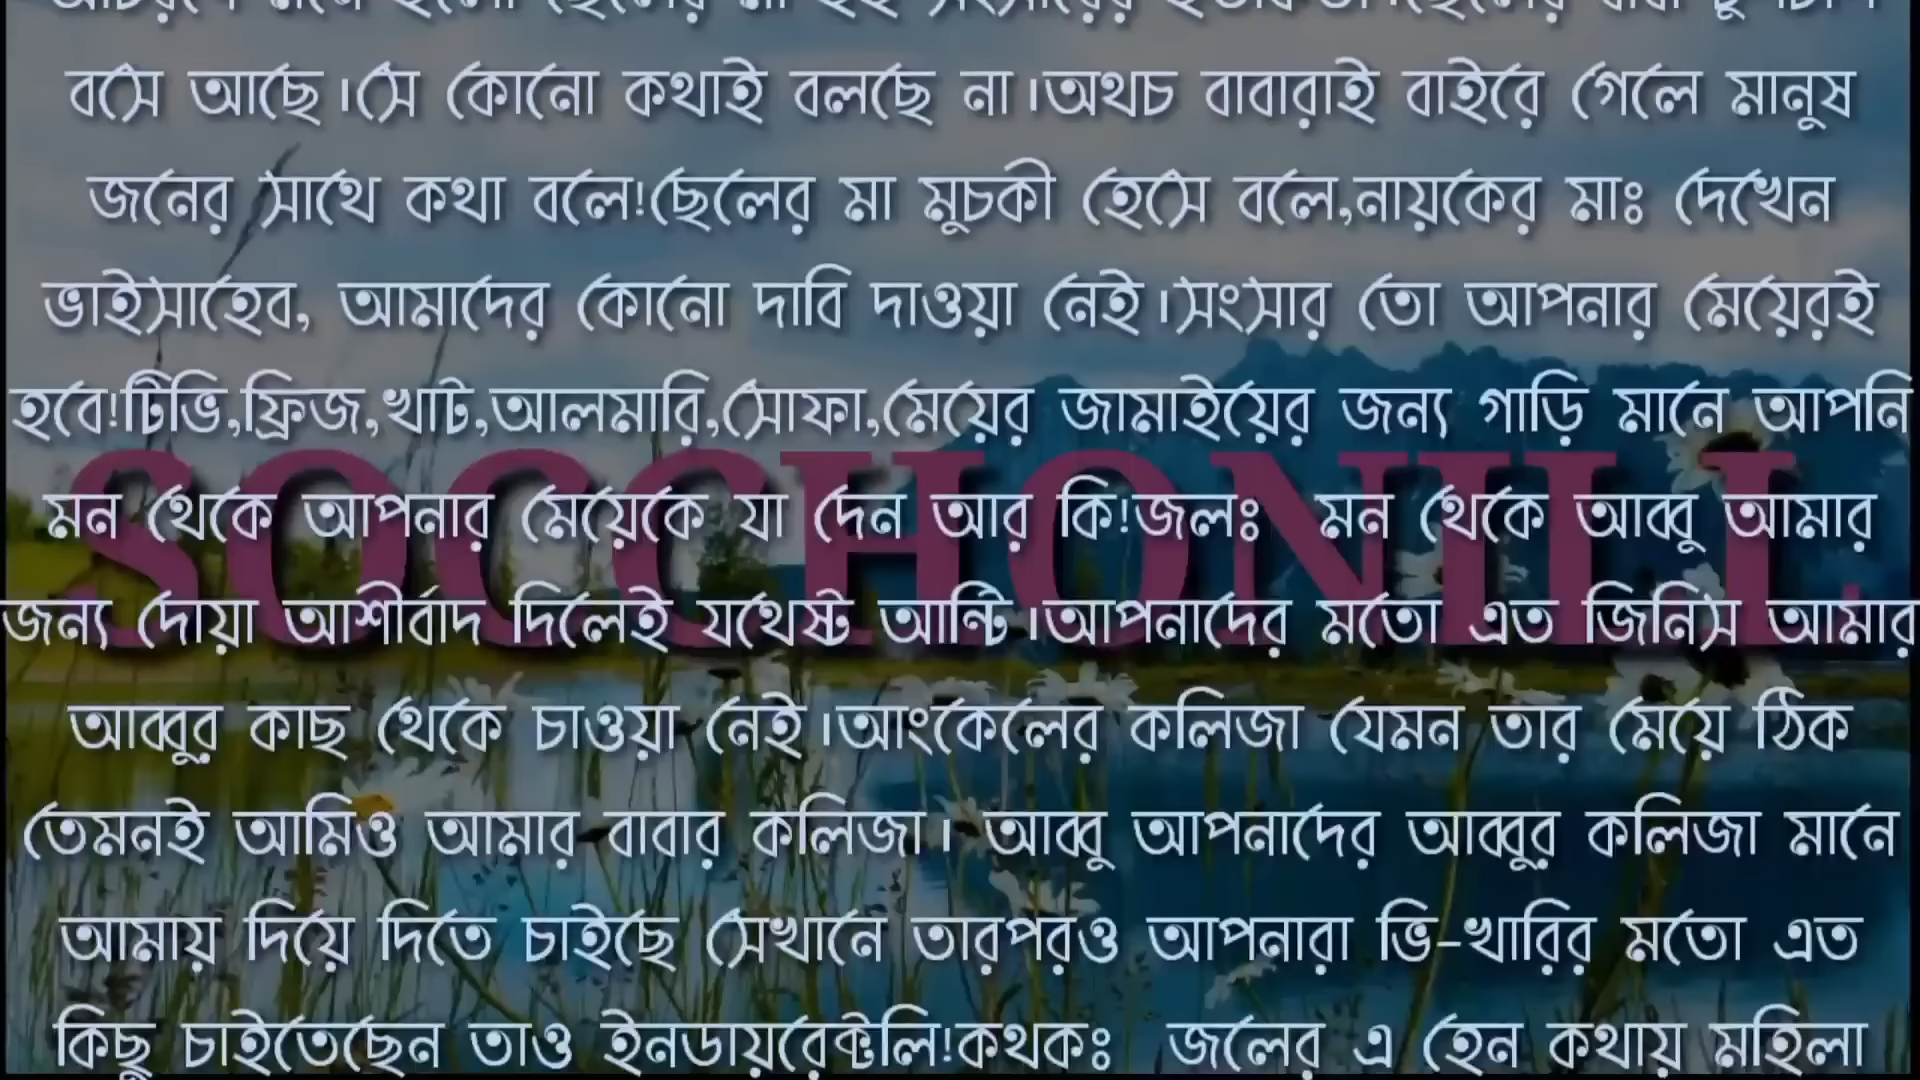 বসে আছে।সে কোনো কথাই বলছে না।অথচ বাবারাই বাইরে গেলে মানুষ
জনের সাথে কথা বলে!ছেলের মা মুচকী হেসে বলে,নায়কের মাঃ দেখেন
ভাইসাহেব, আমাদের কোনো দাবি দাওয়া নেই।সংসার তো আপনার মেয়েরই
হবে!টিভি,ফ্রিজ,খাট,আলমারি,সোফা,মেয়ের জামাইয়ের জন্য গাড়ি মানে আপনি
SOCCHONILL
মন থেকে আপনার মেয়েকে যা দেন আর কি!জলঃ মন থেকে আব্বু আমার
জন্য দোয়া আশীর্বাদ দিলেই যথেষ্ট আন্টি।আপনাদের মতো এত জিনিস আমার
আব্বুর কাছ থেকে চাওয়া নেই।আংকেলের কলিজা যেমন তার মেয়ে ঠিক
তেমনই আমিও আমার বাবার কলিজা। আব্বু আপনাদের আব্বুর কলিজা মানে
আমায় দিয়ে দিতে চাইছে সেখানে তারপরও আপনারা ভি-খারির মতো এত
কিছু চাইতেছেন তাও ইনডায়রেক্টলি!কথকঃ জলের এ হেন কথায় মহিলা